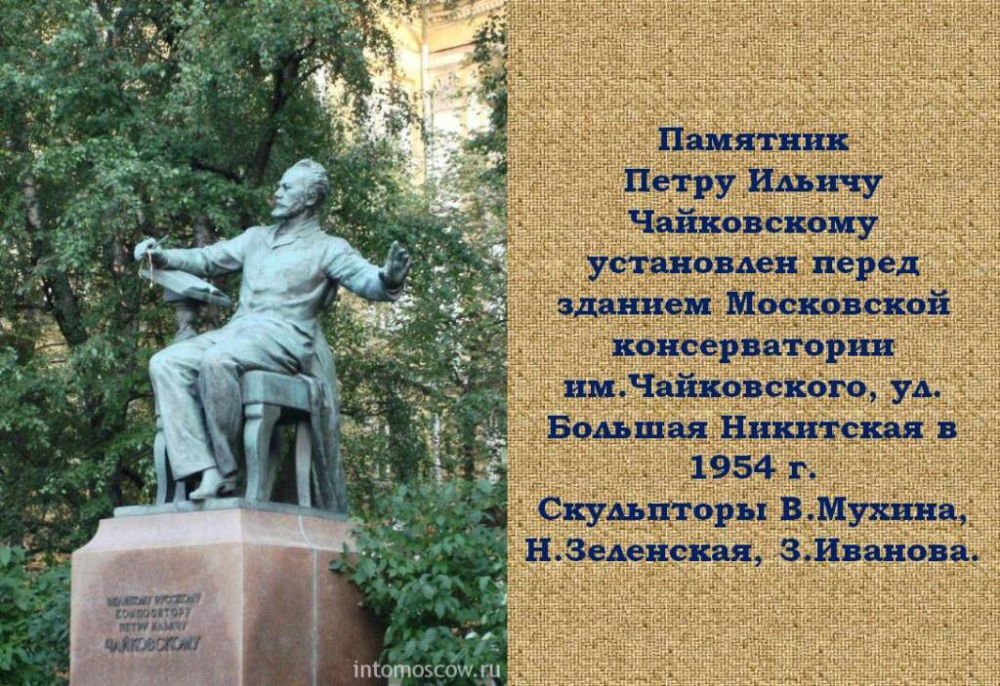 Памятник
Петру Ильичу
Чайковскому
установлен перед
зданием Московской
консерватории
им.Чайковского, ул.
Большая Никитская в
1954 г.
Скульпторы В.Мухина,
Н.Зеленская, З.Иванова.
ВЕЛИКОМУ РУССКОМУ
КОМПОЗИТОРУ
ПЕТРУ ИЛЬИЧУ
ЧАЙКОВСКОМУ
intomoscow.ru